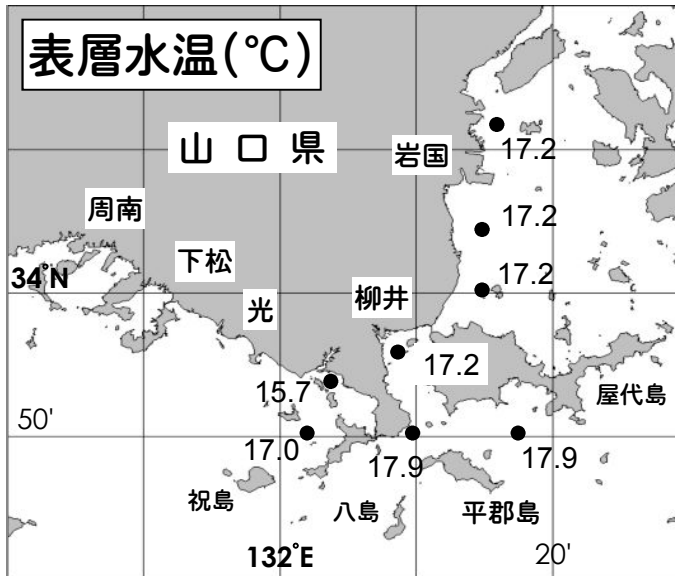 表層水温(℃)
山口県
岩国
17.2
周南
17.2
下松
34°N
17.2
光
柳井
17.2
15.7
屋代島
50'
17.0
17.9
17.9
祝島
八島
平郡島
132°E
20'